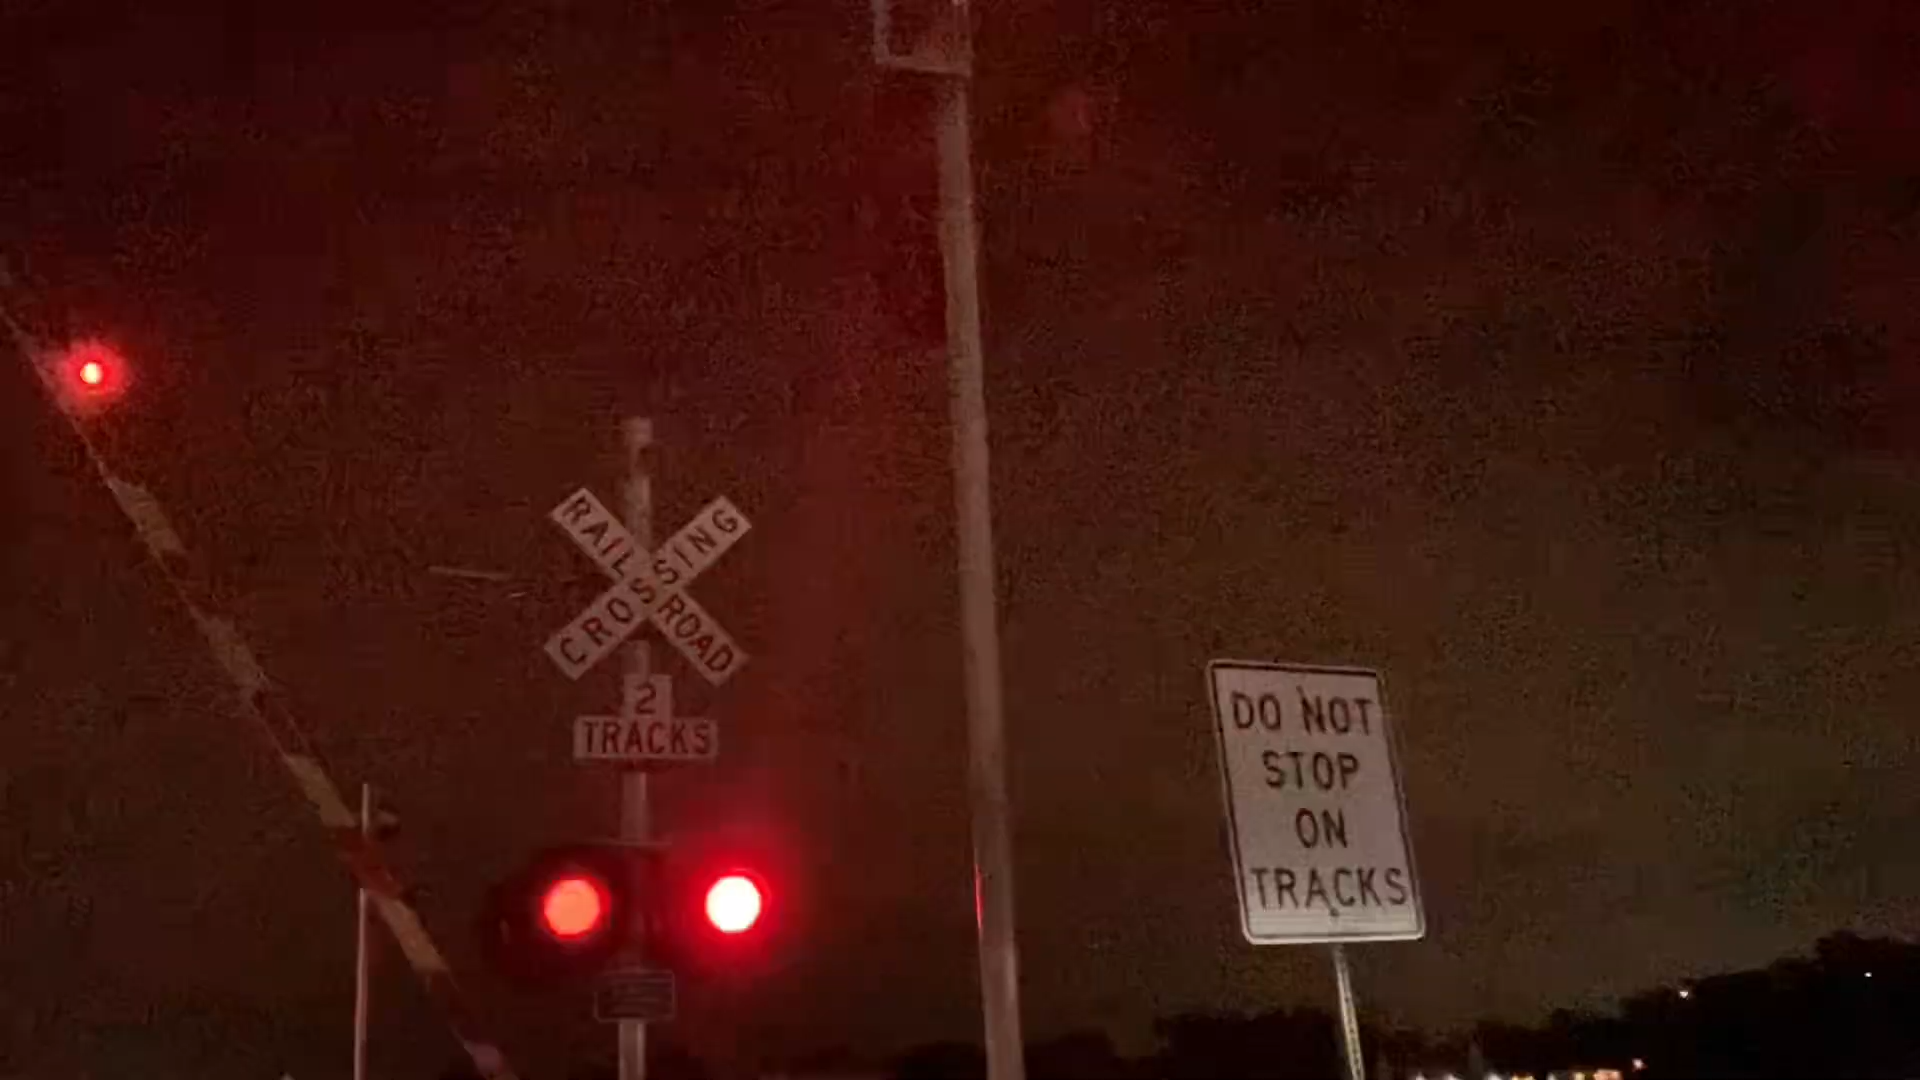 RAILROAD
CROSSING
2
TRACKS
DO NOT
STOP
ON
TRACKS